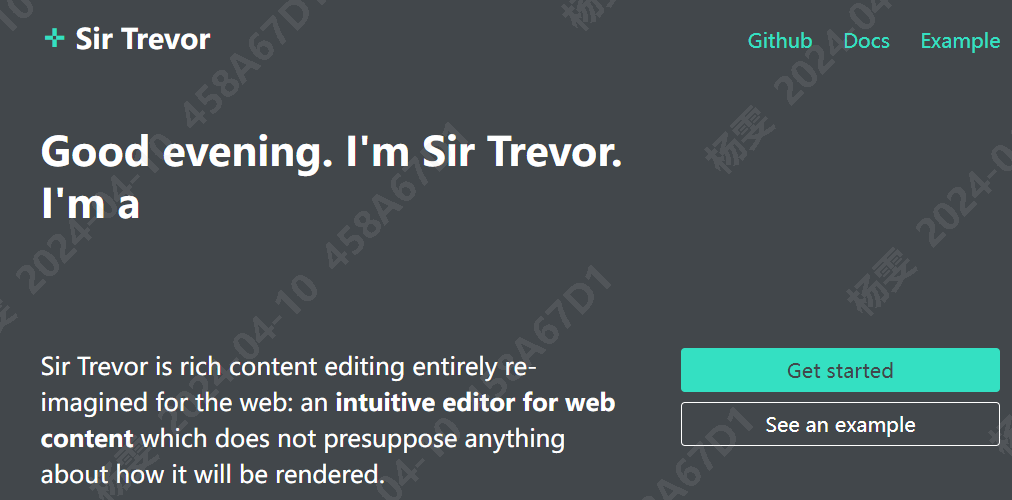 Sir Trevor
Github Docs Example
Good evening. I'm Sir Trevor.
I'm a
Sir Trevor is rich content editing entirely re-
imagined for the web: an intuitive editor for web
content which does not presuppose anything
about how it will be rendered.
Get started
See an example
杨雯 2024-04-10 458A67D1